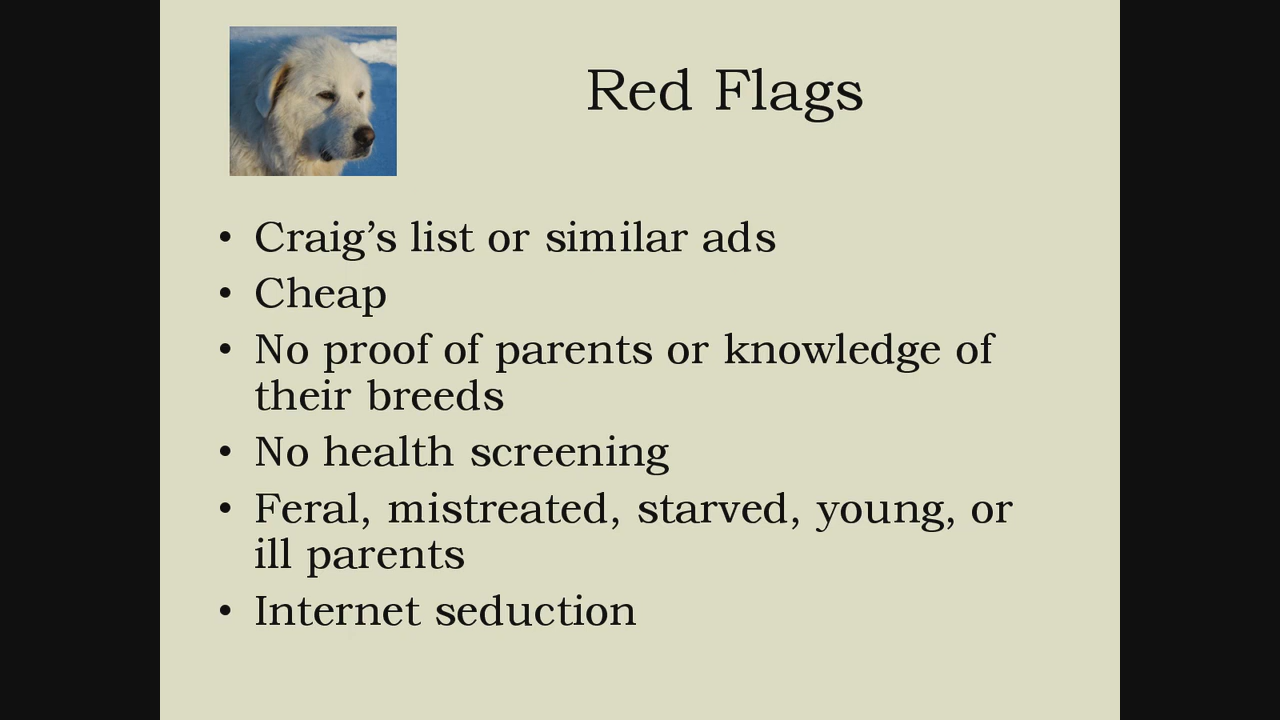 Red Flags
• Craig’s list or similar ads
• Cheap
• No proof of parents or knowledge of
their breeds
• No health screening
• Feral, mistreated, starved, young, or
ill parents
• Internet seduction